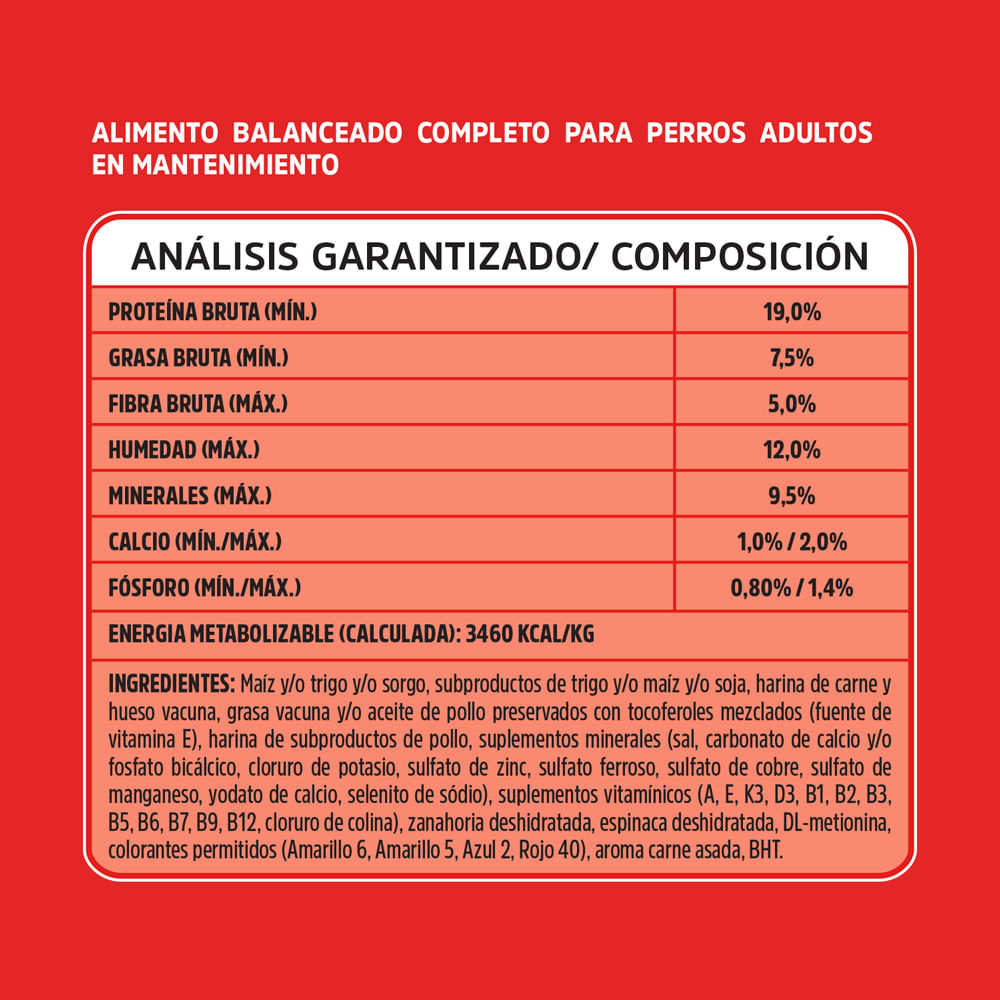 ALIMENTO BALANCEADO COMPLETO PARA PERROS ADULTOS
EN MANTENIMIENTO
ANÁLISIS GARANTIZADO/ COMPOSICIÓN
PROTEÍNA BRUTA (MÍN.) 19,0%
GRASA BRUTA (MÍN.) 7,5%
FIBRA BRUTA (MÁX.) 5,0%
HUMEDAD (MÁX.) 12,0%
MINERALES (MÁX.) 9,5%
CALCIO (MÍN./MÁX.) 1,0% / 2,0%
FÓSFORO (MÍN./MÁX.) 0,80% / 1,4%
ENERGIA METABOLIZABLE (CALCULADA): 3460 KCAL/KG
INGREDIENTES: Maíz y/o trigo y/o sorgo, subproductos de trigo y/o maíz y/o soja, harina de carne y
hueso vacuna, grasa vacuna y/o aceite de pollo preservados con tocoferoles mezclados (fuente de
vitamina E), harina de subproductos de pollo, suplementos minerales (sal, carbonato de calcio y/o
fosfato bicálcico, cloruro de potasio, sulfato de zinc, sulfato ferroso, sulfato de cobre, sulfato de
manganeso, yodato de calcio, selenito de sódio), suplementos vitamínicos (A, E, K3, D3, B1, B2, B3,
B5, B6, B7, B9, B12, cloruro de colina), zanahoria deshidratada, espinaca deshidratada, DL-metionina,
colorantes permitidos (Amarillo 6, Amarillo 5, Azul 2, Rojo 40), aroma carne asada, BHT.